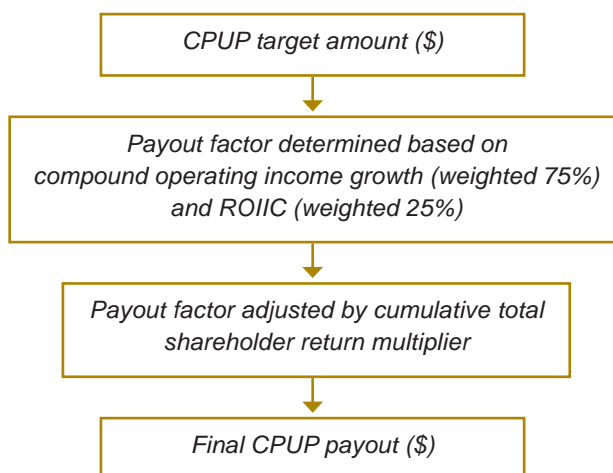 CPUP target amount ($)
Payout factor determined based on
compound operating income growth (weighted 75%)
and ROIIC (weighted 25%)
Payout factor adjusted by cumulative total
shareholder return multiplier
Final CPUP payout ($)